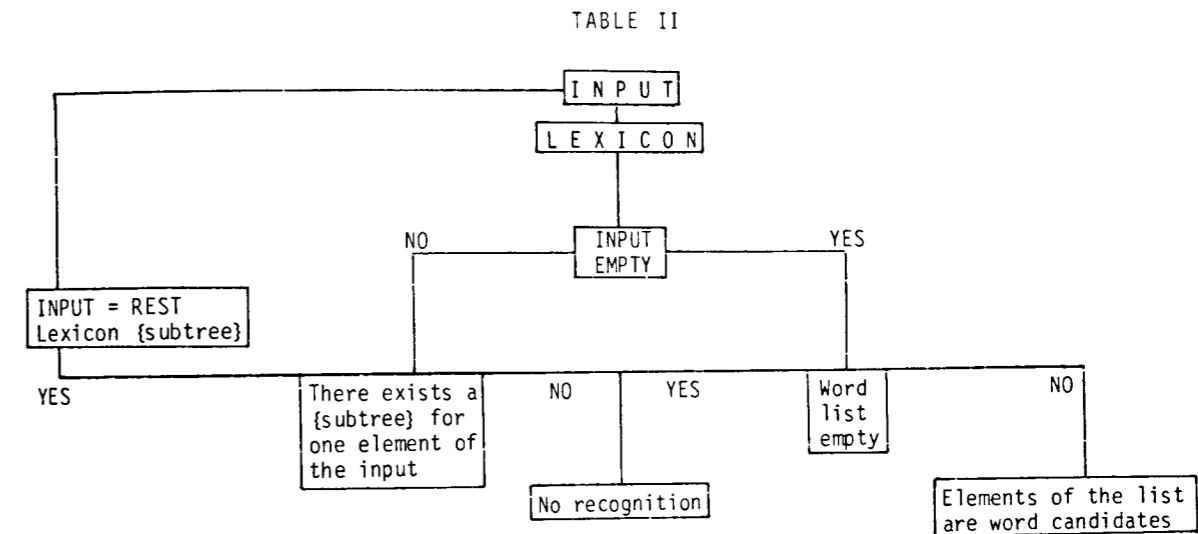 TABLE II
INPUT
LEXICON
NO
INPUT
EMPTY
YES
INPUT = REST
Lexicon {subtree}
YES
There exists a
{subtree} for
one element of
the input
NO
YES
Word
list
empty
NO
No recognition
Elements of the list
are word candidates